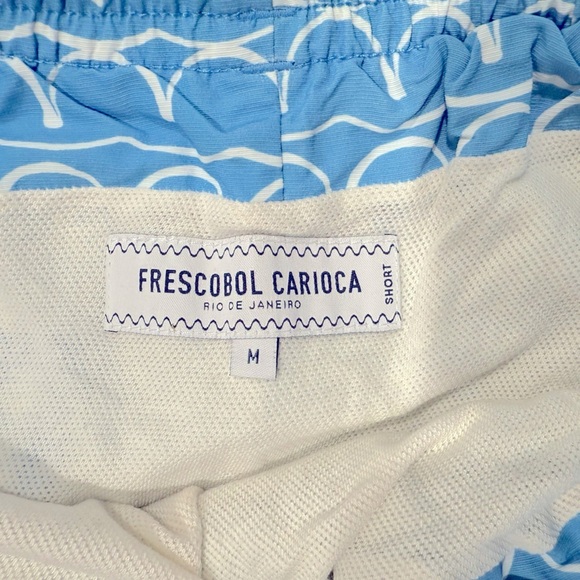 FRESCOBOL CARIOCA
RIO DE JANEIRO
SHORT
M